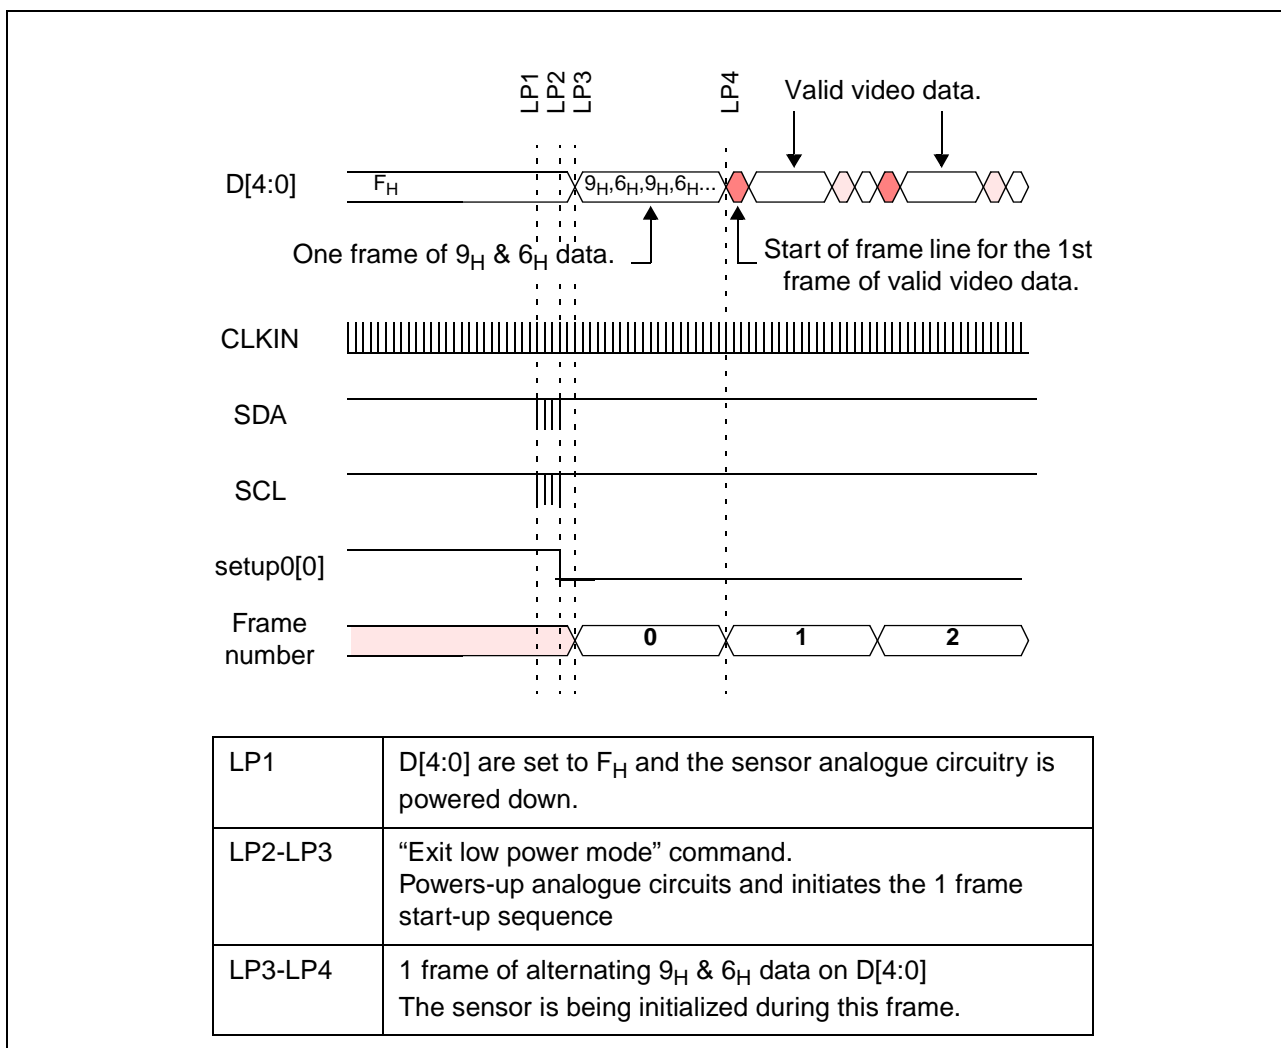 LP1
LP2
LP3
LP4
Valid video data.
D[4:0]
FH
9H,6H,9H,6H...
One frame of 9H & 6H data.
Start of frame line for the 1st
frame of valid video data.
CLKIN
SDA
SCL
setup0[0]
Frame
number
0
1
2
LP1
D[4:0] are set to FH and the sensor analogue circuitry is
powered down.
LP2-LP3
“Exit low power mode” command.
Powers-up analogue circuits and initiates the 1 frame
start-up sequence
LP3-LP4
1 frame of alternating 9H & 6H data on D[4:0]
The sensor is being initialized during this frame.